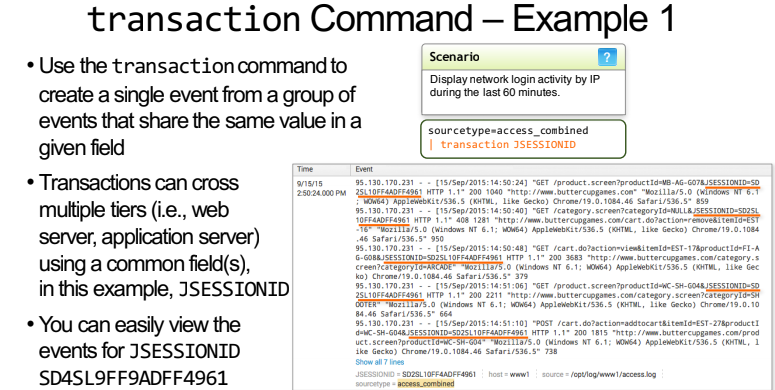 transaction Command – Example 1
• Use the transaction command to
create a single event from a group of
events that share the same value in a
given field
• Transactions can cross
multiple tiers (i.e., web
server, application server)
using a common field(s),
in this example, JSESSIONID
• You can easily view the
events for JSESSIONID
SD4SL9FF9ADFF4961
Scenario
?
Display network login activity by IP
during the last 60 minutes.
sourcetype=access_combined
| transaction JSESSIONID
Time Event
9/15/15
2:50:24.000 PM
95.130.170.231 - - [15/Sep/2015:14:50:24] "GET /product.screen?productId=MB-AG-G07&JSESSIONID=SD
2SL10FF4ADFF4961 HTTP 1.1" 200 1040 "http://www.buttercupgames.com" "Mozilla/5.0 (Windows NT 6.1
; WOW64) AppleWebKit/536.5 (KHTML, like Gecko) Chrome/19.0.1084.46 Safari/536.5" 859
95.130.170.231 - - [15/Sep/2015:14:50:40] "GET /category.screen?categoryId=NULL&JSESSIONID=SD2SL
10FF4ADFF4961 HTTP 1.1" 408 1281 "http://www.buttercupgames.com/cart.do?action=remove&itemId=EST
-16" "Mozilla/5.0 (Windows NT 6.1; WOW64) AppleWebKit/536.5 (KHTML, like Gecko) Chrome/19.0.1084
.46 Safari/536.5" 950
95.130.170.231 - - [15/Sep/2015:14:50:48] "GET /cart.do?action=view&itemId=EST-17&productId=FI-A
G-G08&JSESSIONID=SD2SL10FF4ADFF4961 HTTP 1.1" 200 3683 "http://www.buttercupgames.com/category.s
creen?categoryId=ARCADE" "Mozilla/5.0 (Windows NT 6.1; WOW64) AppleWebKit/536.5 (KHTML, like Gec
ko) Chrome/19.0.1084.46 Safari/536.5" 379
95.130.170.231 - - [15/Sep/2015:14:51:06] "GET /product.screen?productId=WC-SH-G04&JSESSIONID=SD
2SL10FF4ADFF4961 HTTP 1.1" 200 2211 "http://www.buttercupgames.com/category.screen?categoryId=SH
OOTER" "Mozilla/5.0 (Windows NT 6.1; WOW64) AppleWebKit/536.5 (KHTML, like Gecko) Chrome/19.0.10
84.46 Safari/536.5" 664
95.130.170.231 - - [15/Sep/2015:14:51:10] "POST /cart.do?action=addtocart&itemId=EST-27&productI
d=WC-SH-G04&JSESSIONID=SD2SL10FF4ADFF4961 HTTP 1.1" 200 1815 "http://www.buttercupgames.com/prod
uct.screen?productId=WC-SH-G04" "Mozilla/5.0 (Windows NT 6.1; WOW64) AppleWebKit/536.5 (KHTML, l
ike Gecko) Chrome/19.0.1084.46 Safari/536.5" 738
Show all 7 lines
JSESSIONID = SD2SL10FF4ADFF4961 host = www1 source = /opt/log/www1/access.log
sourcetype = access_combined